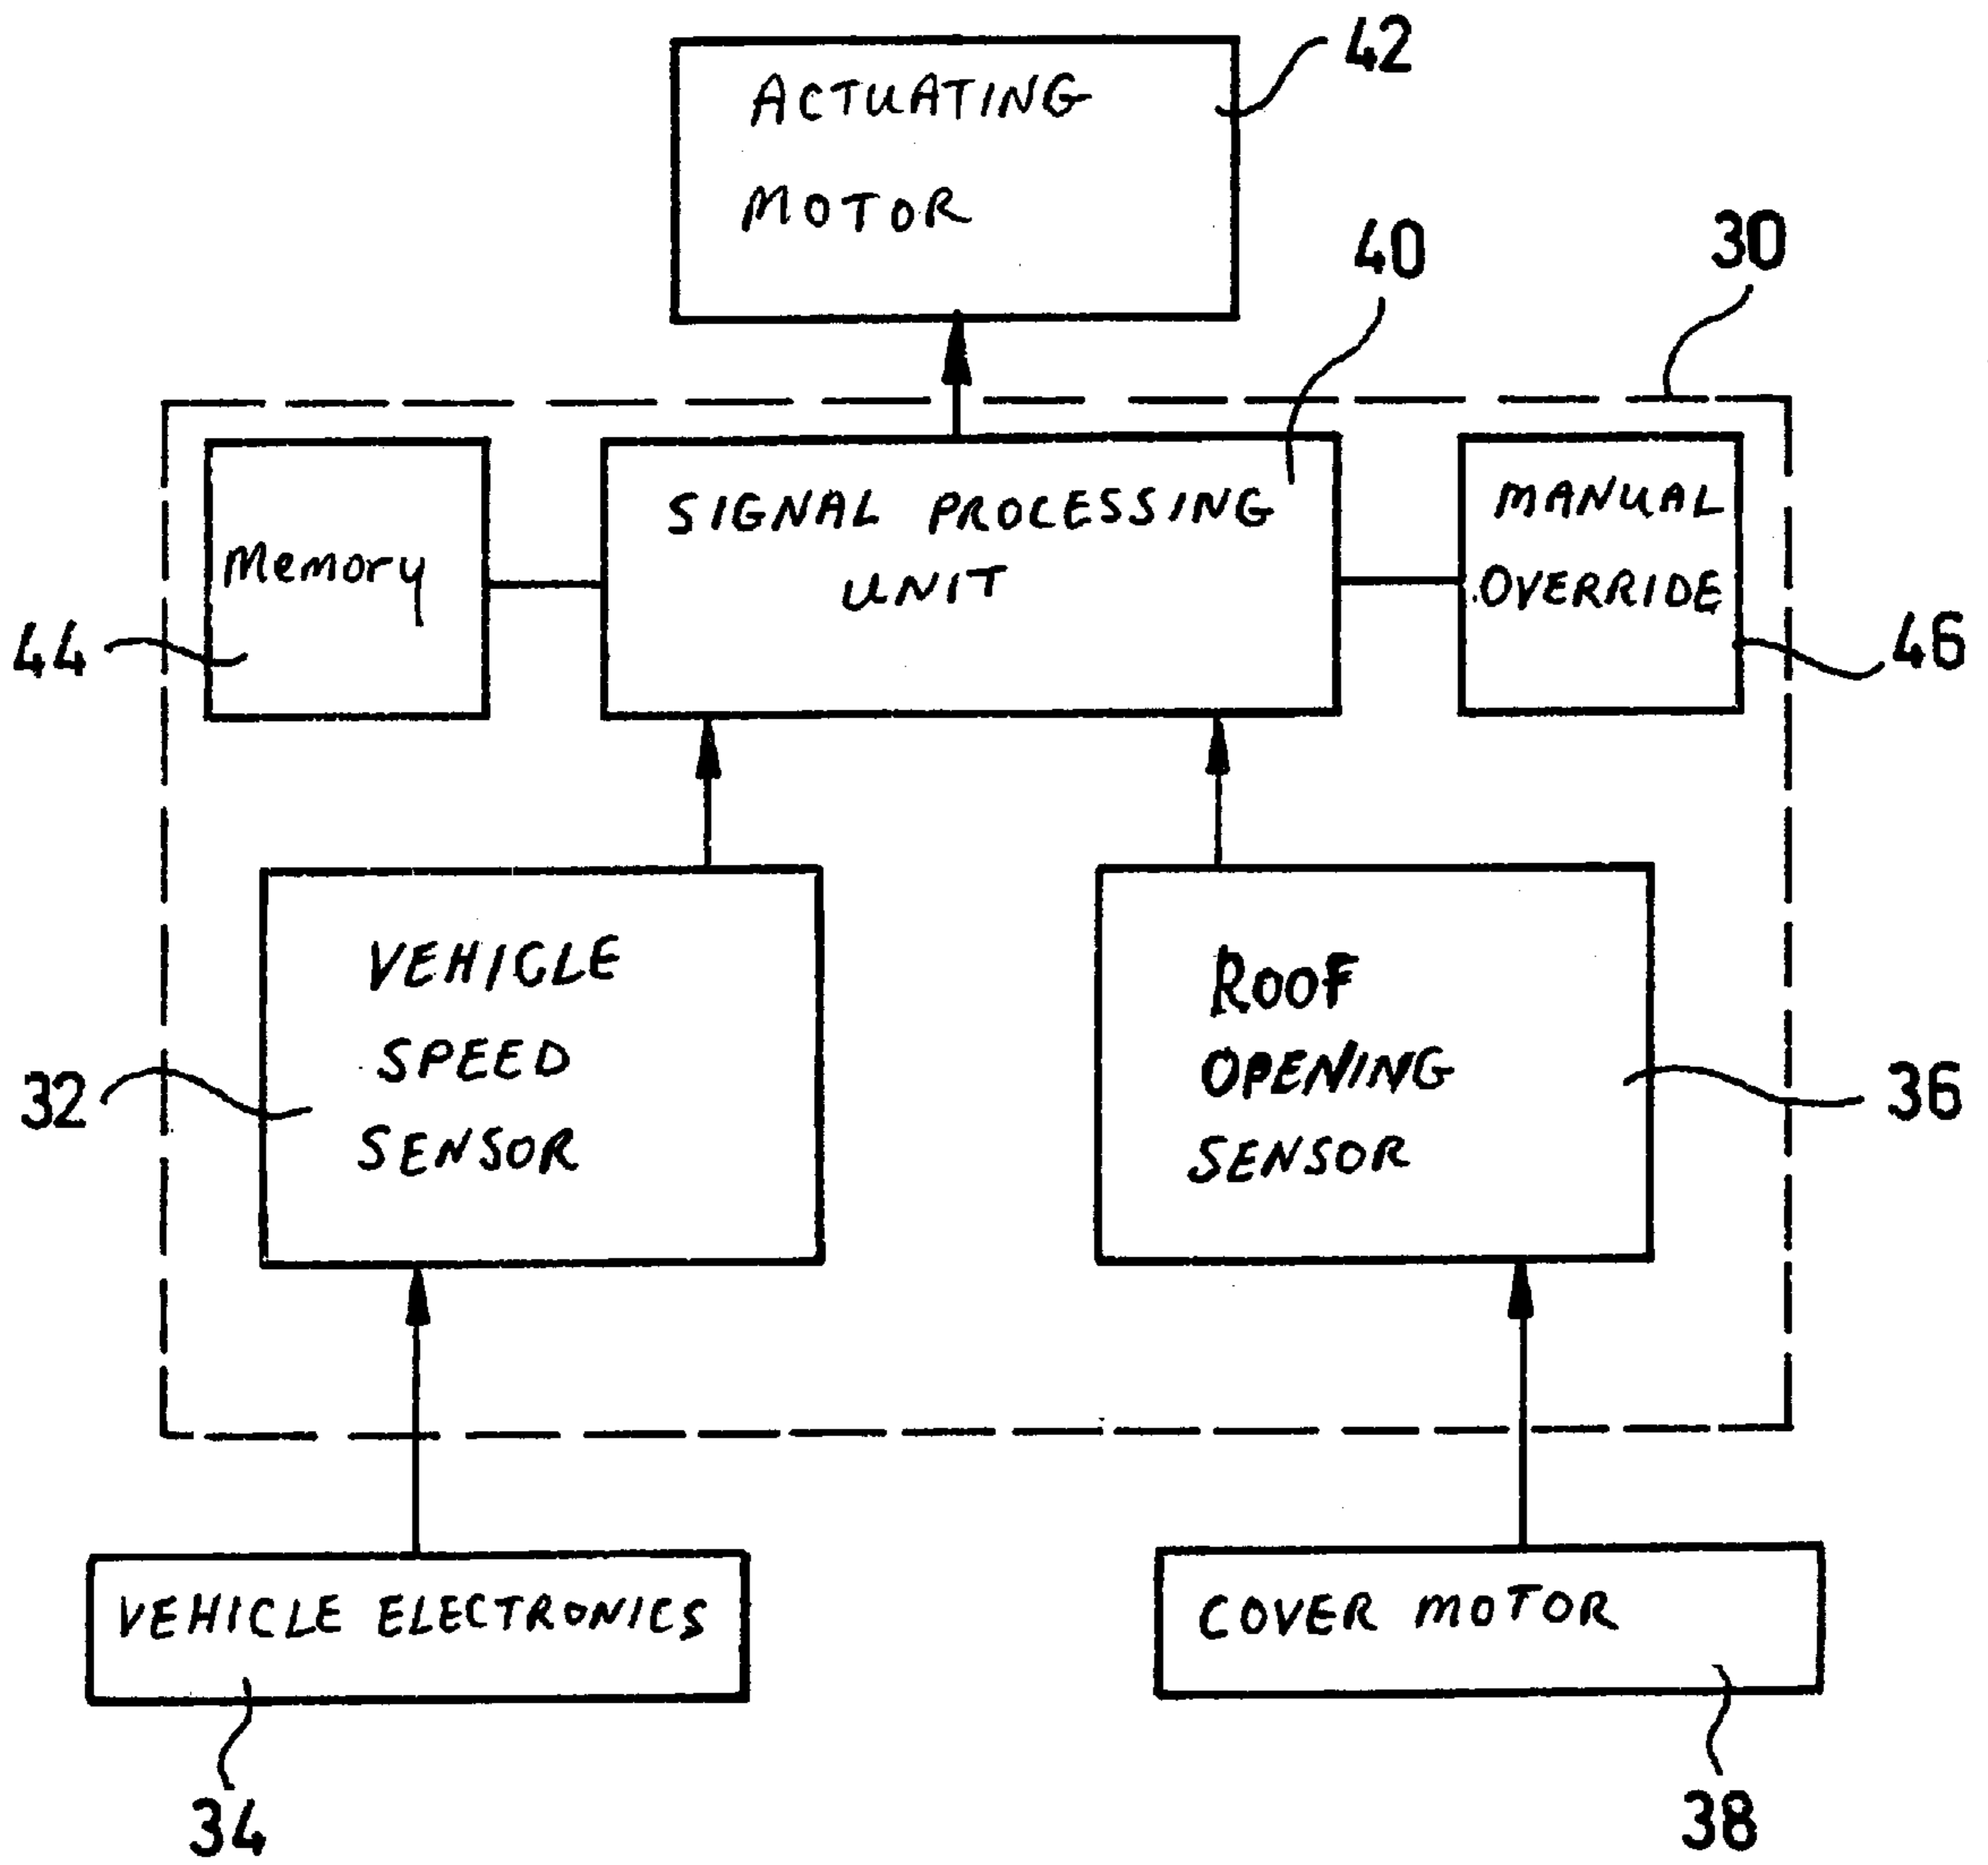 42
ACTUATING
MOTOR
40
30
SIGNAL PROCESSING
UNIT
MANUAL
OVERRIDE
Memory
44
46
VEHICLE
SPEED
SENSOR
32
ROOF
OPENING
SENSOR
36
VEHICLE ELECTRONICS
COVER MOTOR
34
38